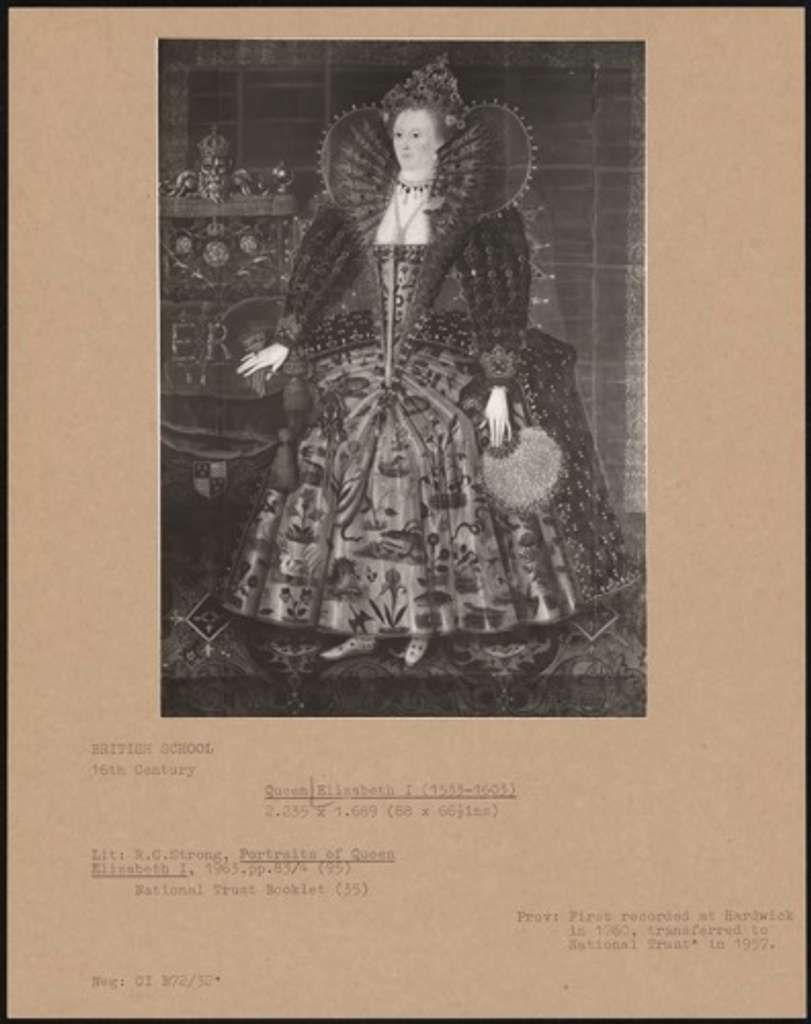 E R
BRITISH SCHOOL
16th Century
Queen Elizabeth I (1533-1603)
2.235 x 1.689 (88 x 66½ins)
Lit: R.C.Strong, Portraits of Queen
Elizabeth I, 1963.pp.83/4 (95)
National Trust Booklet (35)
Prov: First recorded at Hardwick
in 1760, transferred to
National Trust" in 1957.
Neg: CI B72/32"